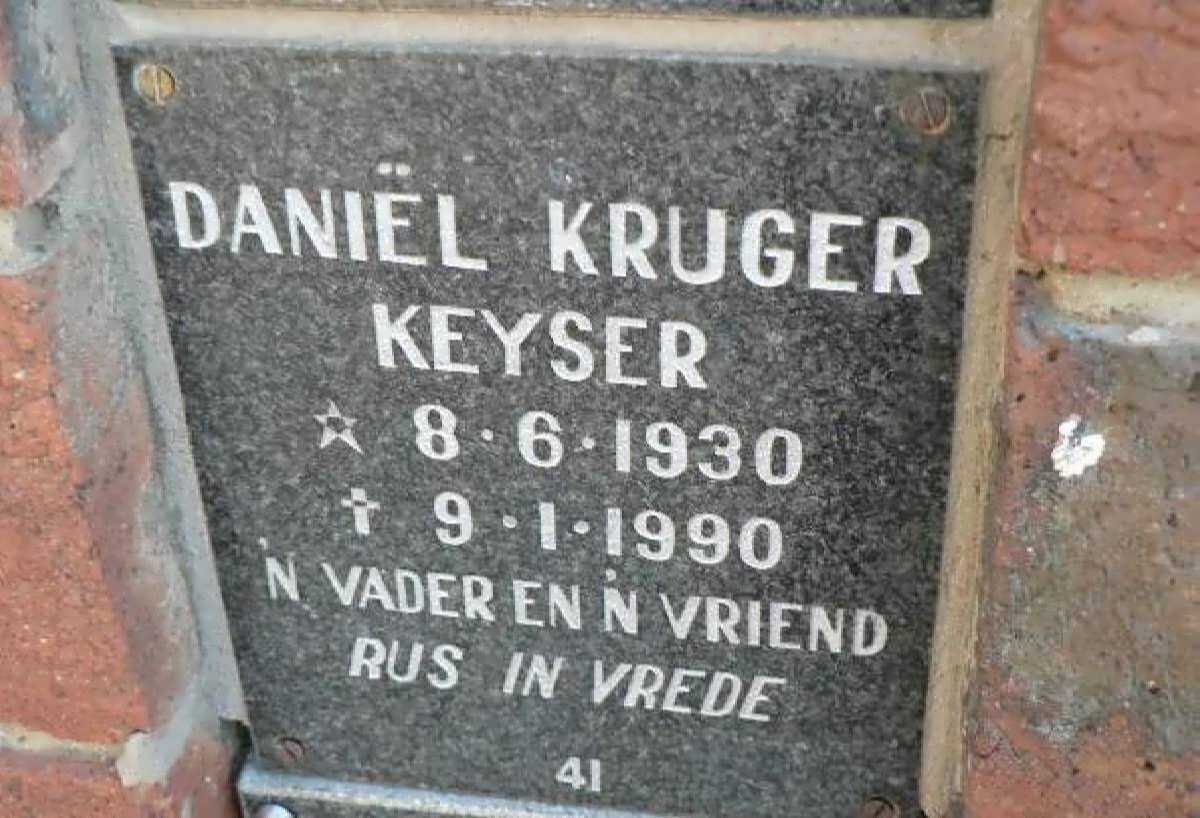 DANIËL KRUGER
KEYSER
☆ 8·6·1930
✝ 9·1·1990
'N VADER EN 'N VRIEND
RUS IN VREDE
41